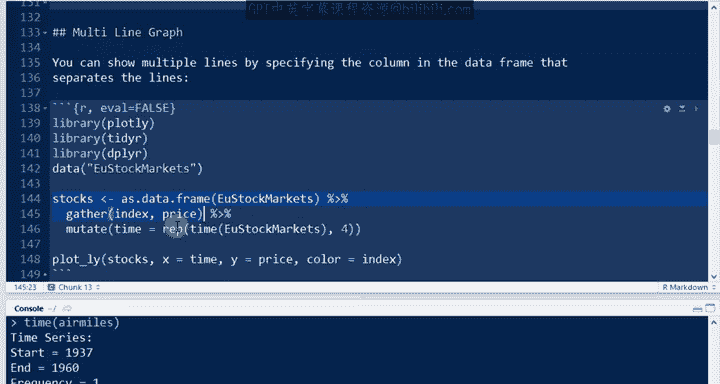 131
132
133 ## Multi Line Graph
134
135 You can show multiple lines by specifying the column in the data frame that
136 separates the lines:
137
138 ```{r, eval=FALSE}
139 library(plotly)
140 library(tidyr)
141 library(dplyr)
142 data("EuStockMarkets")
143
144 stocks <- as.data.frame(EuStockMarkets) %>%
145 gather(index, price) %>%
146 mutate(time = rep(time(EuStockMarkets), 4))
147
148 plot_ly(stocks, x = time, y = price, color = index)
149 ```
145:23 Chunk 13 R Markdown
Console ~/
> time(airmiles)
Time Series:
Start = 1937
End = 1960
Frequency = 1